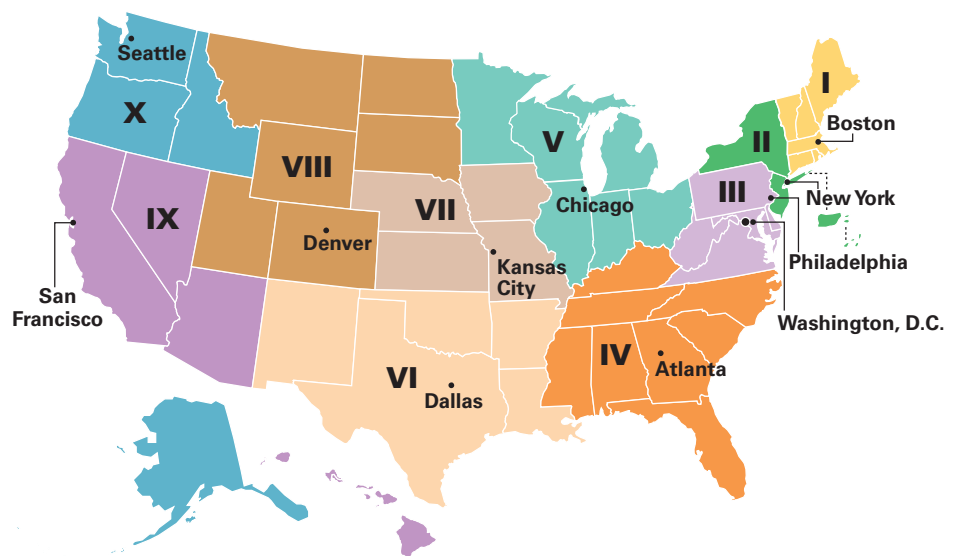 Seattle
X
VIII
IX
Denver
San
Francisco
VII
Kansas
City
V
Chicago
VI
Dallas
IV
Atlanta
I
Boston
II
New York
III
Philadelphia
Washington, D.C.